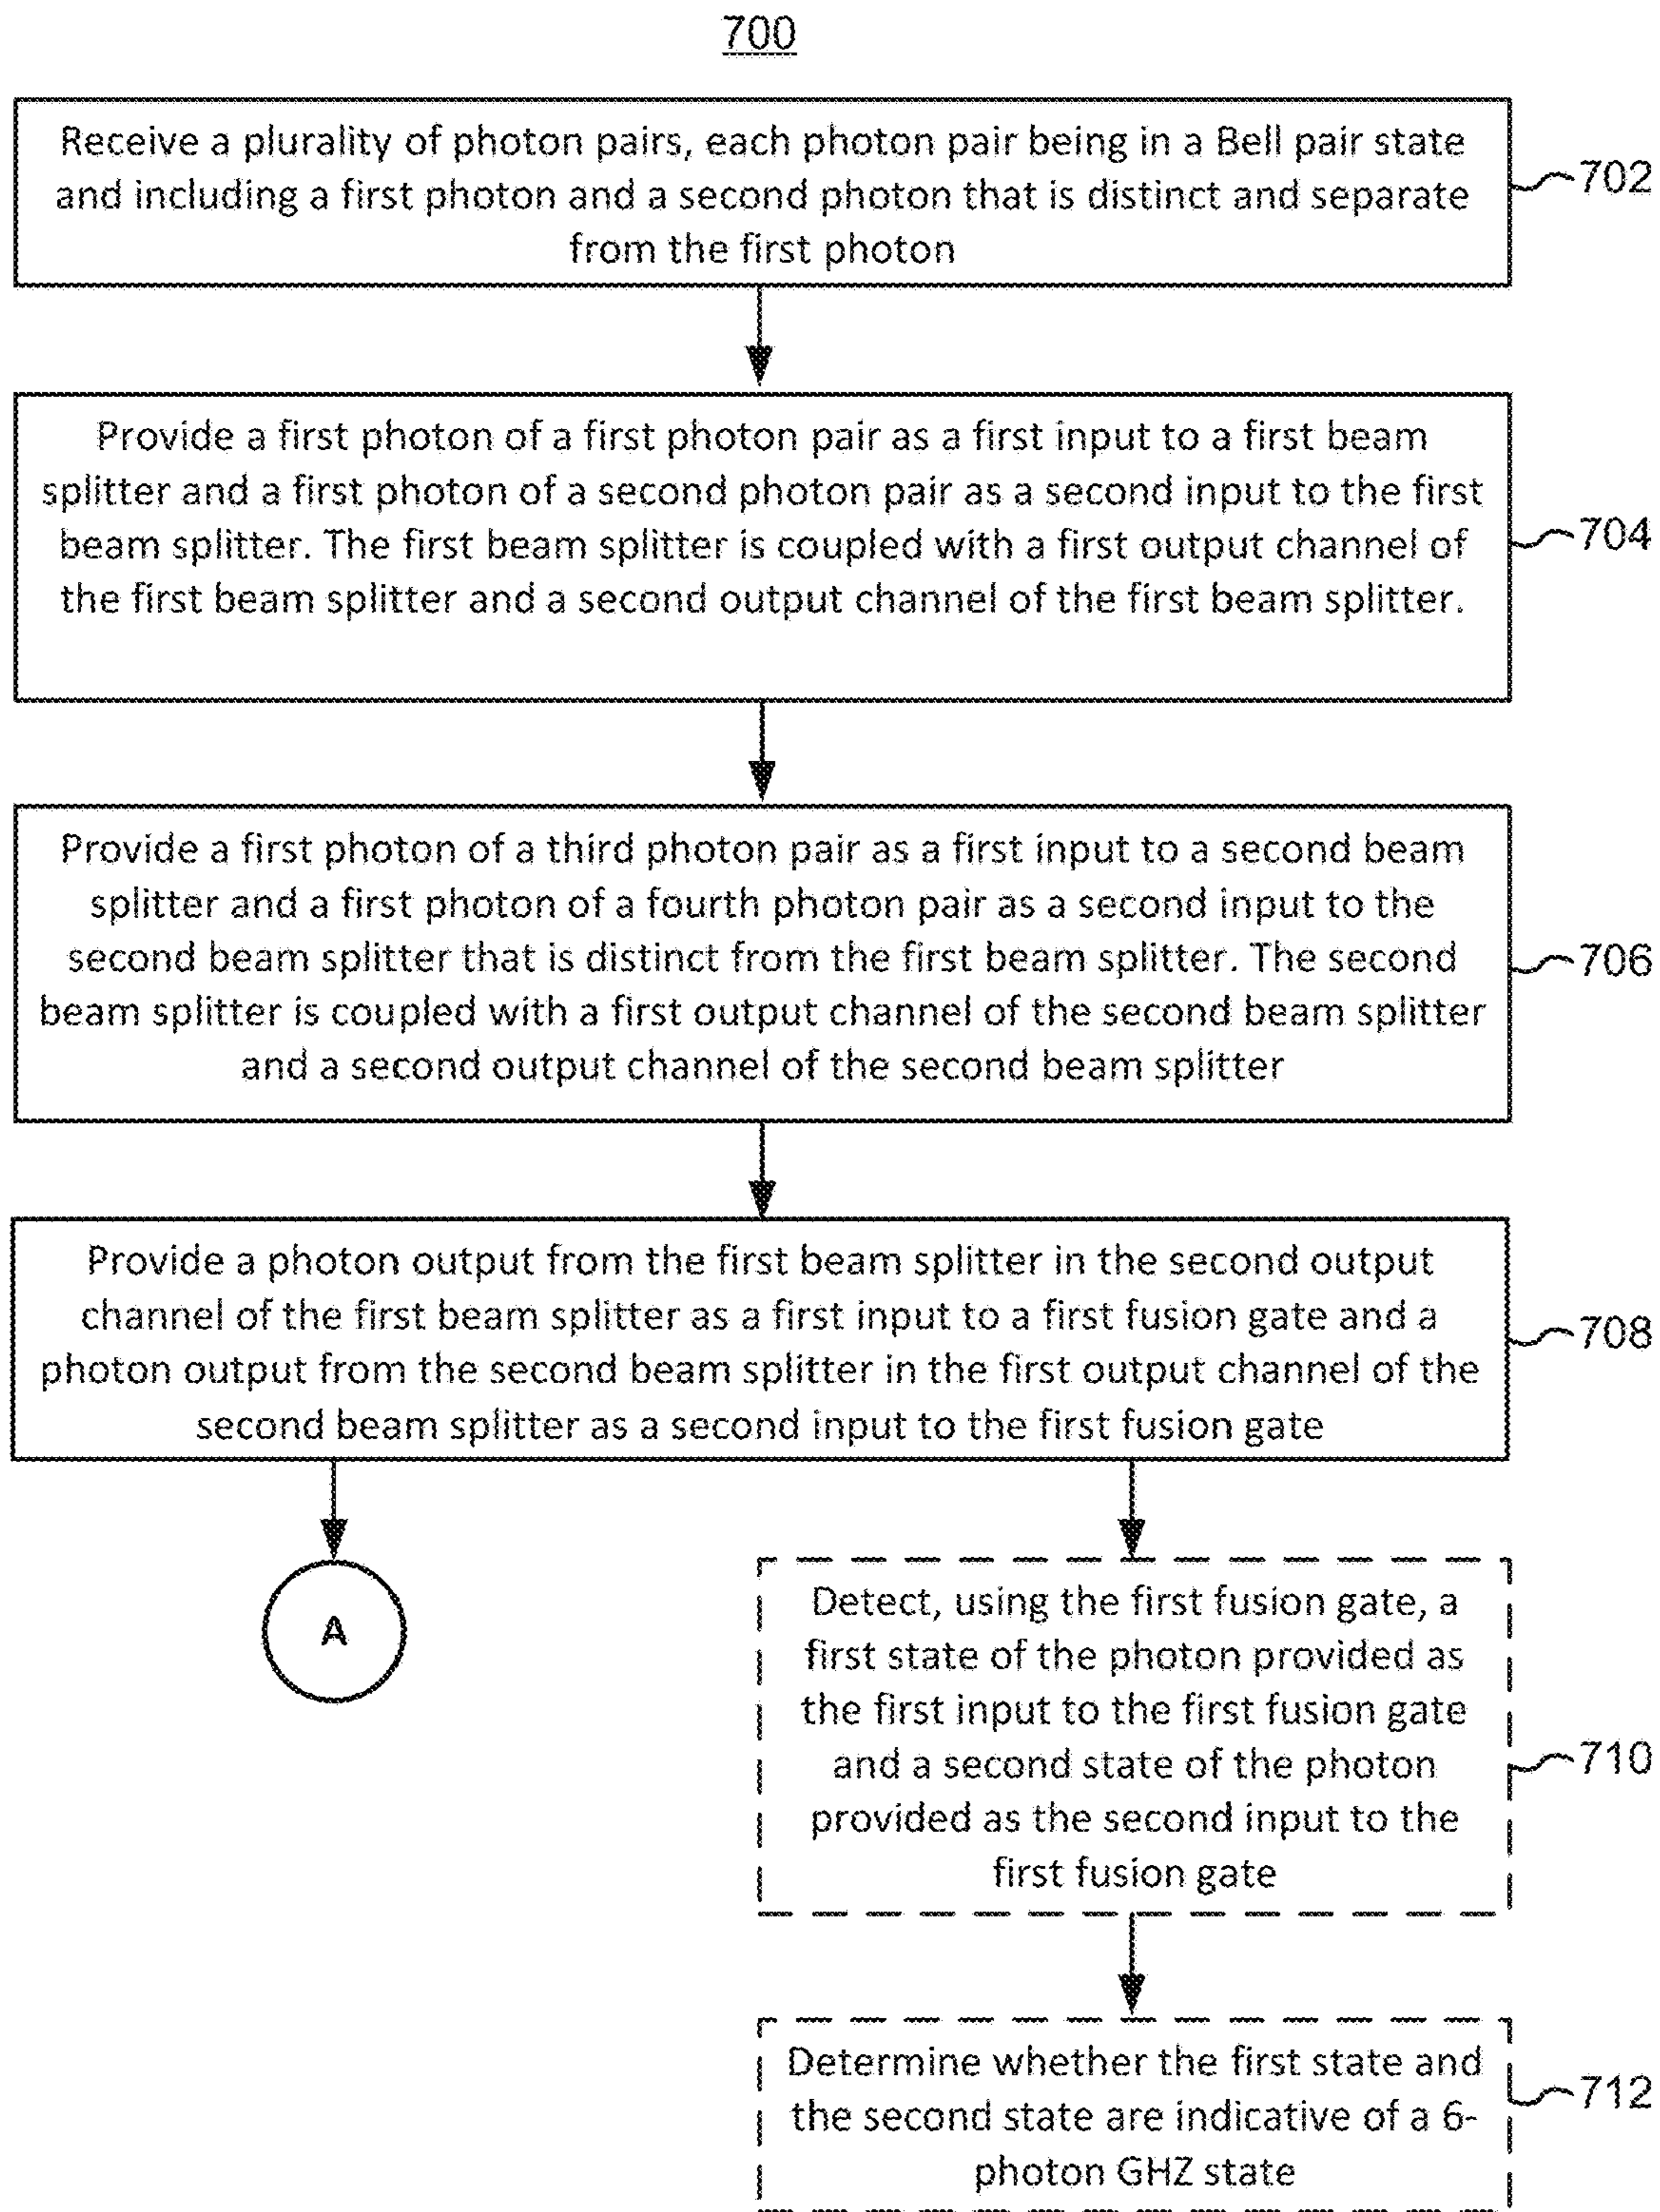 700
Receive a plurality of photon pairs, each photon pair being in a Bell pair state
and including a first photon and a second photon that is distinct and separate
from the first photon
702
Provide a first photon of a first photon pair as a first input to a first beam
splitter and a first photon of a second photon pair as a second input to the first
beam splitter. The first beam splitter is coupled with a first output channel of
the first beam splitter and a second output channel of the first beam splitter.
704
Provide a first photon of a third photon pair as a first input to a second beam
splitter and a first photon of a fourth photon pair as a second input to the
second beam splitter that is distinct from the first beam splitter. The second
beam splitter is coupled with a first output channel of the second beam splitter
and a second output channel of the second beam splitter
706
Provide a photon output from the first beam splitter in the second output
channel of the first beam splitter as a first input to a first fusion gate and a
photon output from the second beam splitter in the first output channel of the
second beam splitter as a second input to the first fusion gate
708
A
Detect, using the first fusion gate, a
first state of the photon provided as
the first input to the first fusion gate
and a second state of the photon
provided as the second input to the
first fusion gate
710
Determine whether the first state and
the second state are indicative of a 6-
photon GHZ state
712